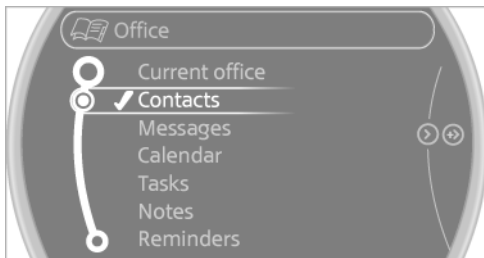 Office
Current office
Contacts
Messages
Calendar
Tasks
Notes
Reminders